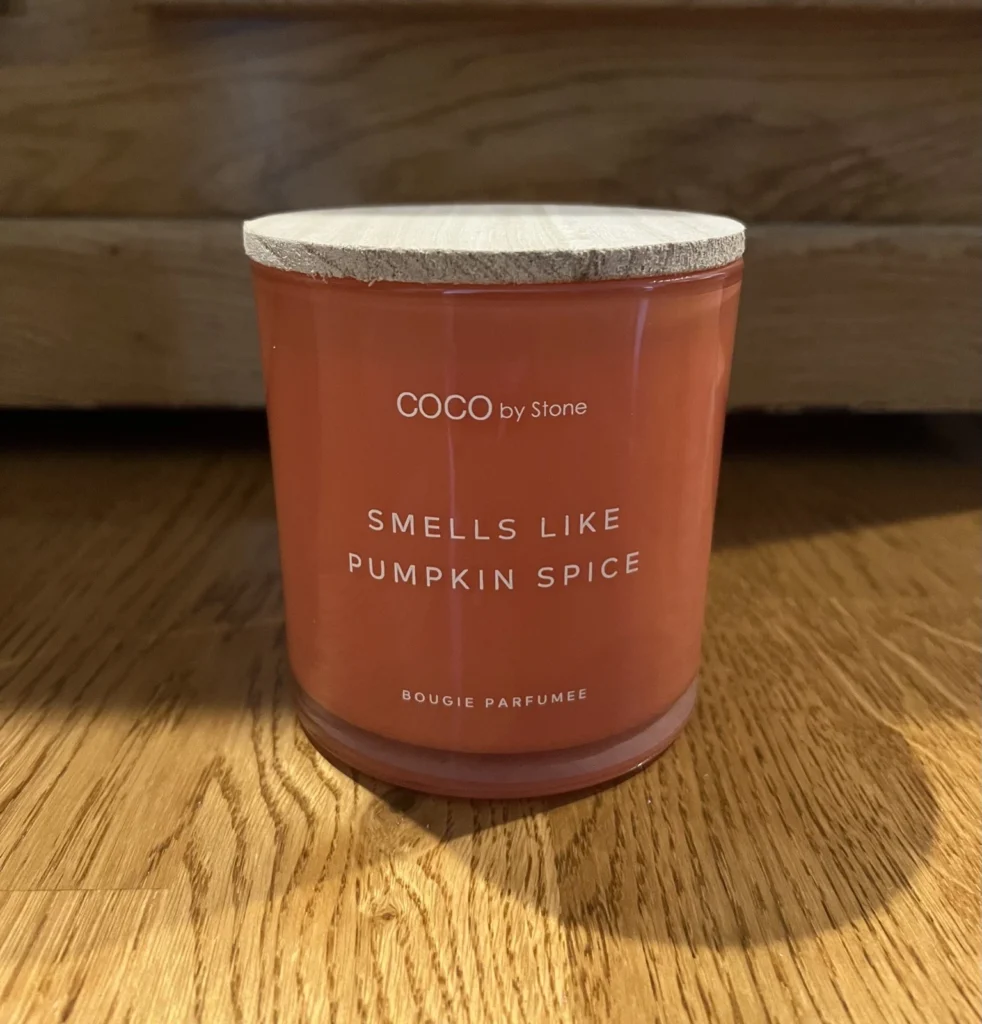 COCO by Stone
SMELLS LIKE
PUMPKIN SPICE
BOUGIE PARFUMEE